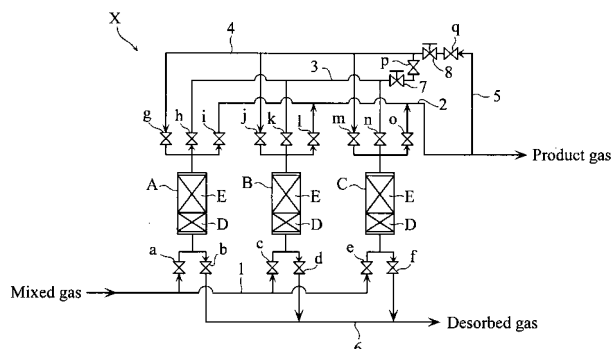 X
4
q
p
3
8
7
5
g
h
i
j
k
l
m
n
o
2
Product gas
A
E
D
B
E
D
C
E
D
a
b
c
d
e
f
1
Mixed gas
Desorbed gas
6